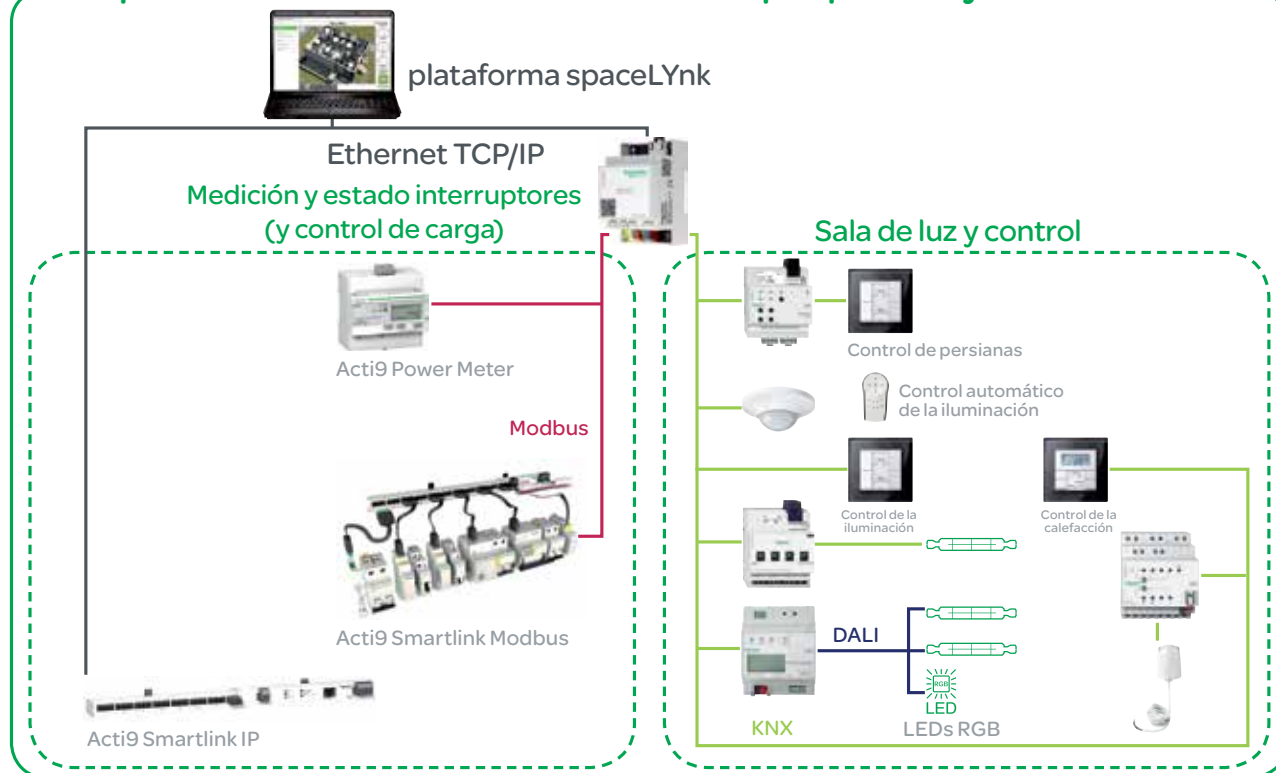 plataforma spaceLYnk
Ethernet TCP/IP
Medición y estado interruptores
(y control de carga)
Sala de luz y control
Control de persianas
Acti9 Power Meter
Control automático
de la iluminación
Modbus
Control de la
iluminación
Control de la
calefacción
Acti9 Smartlink Modbus
DALI
RGB
LED
KNX
LEDs RGB
Acti9 Smartlink IP